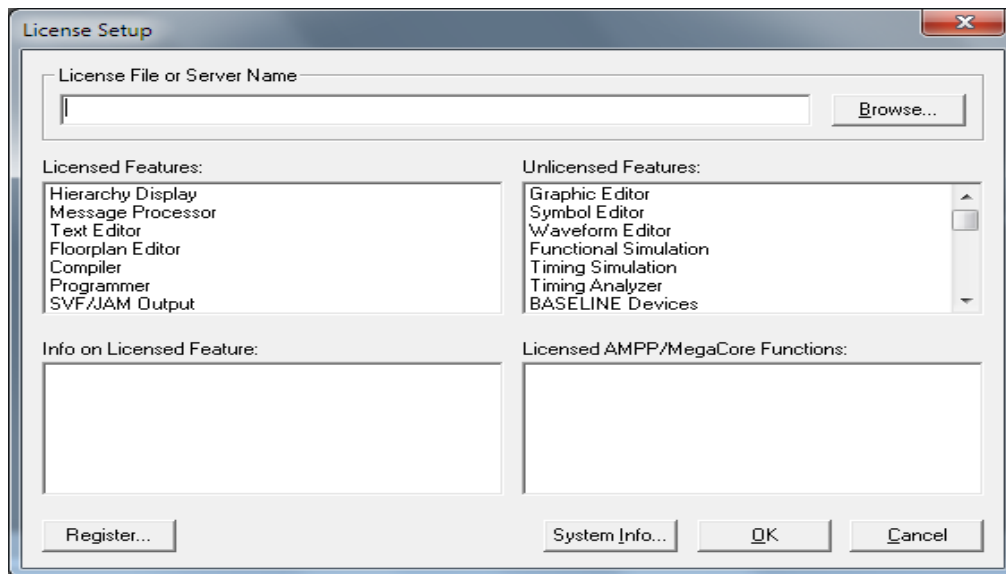 License Setup
License File or Server Name
Browse...
Licensed Features:
Hierarchy Display
Message Processor
Text Editor
Floorplan Editor
Compiler
Programmer
SVF/JAM Output
Unlicensed Features:
Graphic Editor
Symbol Editor
Waveform Editor
Functional Simulation
Timing Simulation
Timing Analyzer
BASELINE Devices
Info on Licensed Feature:
Licensed AMPP/MegaCore Functions:
Register...
System Info...
OK
Cancel